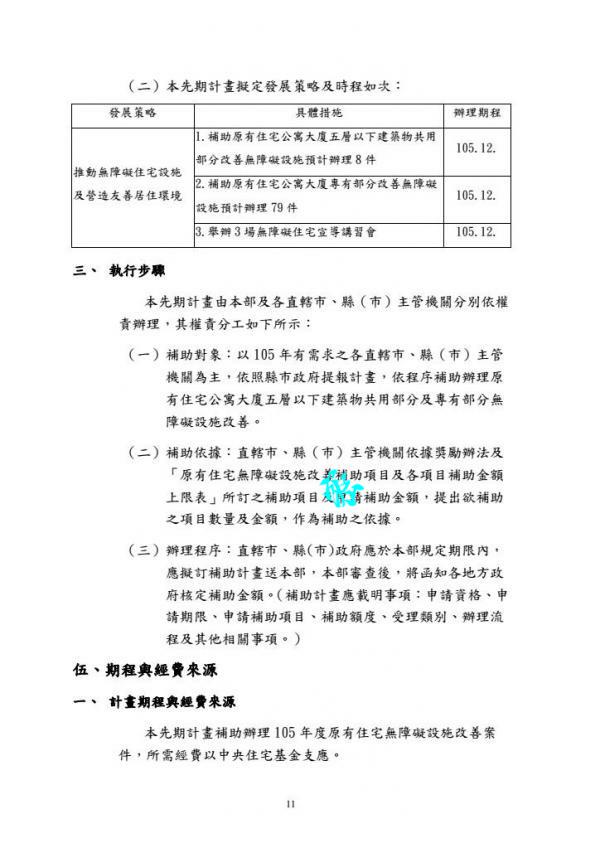 （二）本先期計畫擬定發展策略及時程如次：
發展策略 具體措施 辦理期程
推動無障礙住宅設施
及營造友善居住環境
1.補助原有住宅公寓大廈五層以下建築物共用
部分改善無障礙設施預計辦理 8 件
105.12.
2.補助原有住宅公寓大廈專有部分改善無障礙
設施預計辦理 79 件
105.12.
3.舉辦 3 場無障礙住宅宣導講習會 105.12.
三、 執行步驟
本先期計畫由本部及各直轄市、縣（市）主管機關分別依權
責辦理，其權責分工如下所示：
（一）補助對象：以 105 年有需求之各直轄市、縣（市）主管
機關為主，依照縣市政府提報計畫，依程序補助辦理原
有住宅公寓大廈五層以下建築物共用部分及專有部分無
障礙設施改善。
（二）補助依據：直轄市、縣（市）主管機關依據獎勵辦法及
「原有住宅無障礙設施改善補助項目及各項目補助金額
上限表」所訂之補助項目及申請補助金額，提出欲補助
之項目數量及金額，作為補助之依據。
（三）辦理程序：直轄市、縣(市)政府應於本部規定期限內，
應擬訂補助計畫送本部，本部審查後，將函知各地方政
府核定補助金額。（補助計畫應載明事項：申請資格、申
請期限、申請補助項目、補助額度、受理類別、辦理流
程及其他相關事項。）
伍、期程與經費來源
一、 計畫期程與經費來源
本先期計畫補助辦理 105 年度原有住宅無障礙設施改善案
件，所需經費以中央住宅基金支應。
11